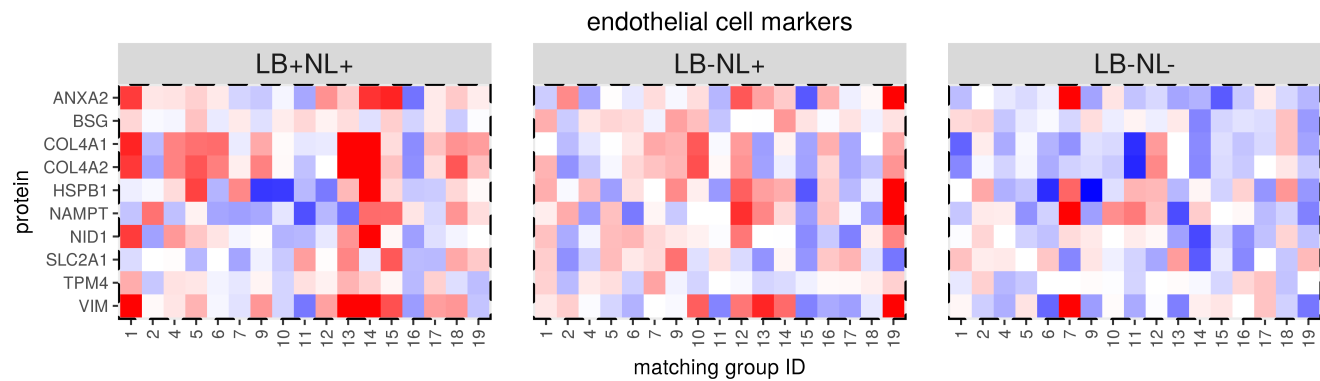 endothelial cell markers
LB+NL+ LB-NL+ LB-NL-
protein
ANXA2
BSG
COL4A1
COL4A2
HSPB1
NAMPT
NID1
SLC2A1
TPM4
VIM
1 2 4 5 6 7 9 10 11 12 13 14 15 16 17 18 19 1 2 4 5 6 7 9 10 11 12 13 14 15 16 17 18 19 1 2 4 5 6 7 9 10 11 12 13 14 15 16 17 18 19
matching group ID